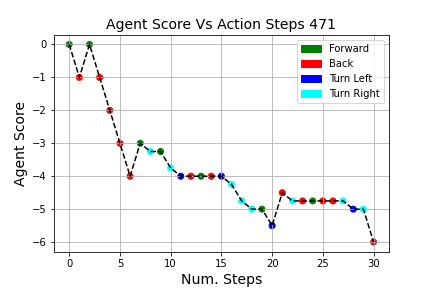 Agent Score Vs Action Steps 471
Forward
Back
Turn Left
Turn Right
Agent Score
0
−1
−2
−3
−4
−5
−6
0 5 10 15 20 25 30
Num. Steps